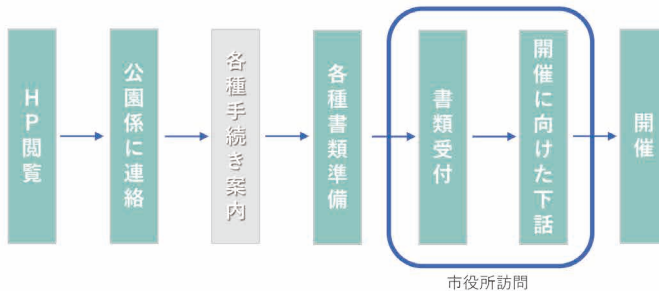 HP閲覧
公園係に連絡
各種手続き案内
各種書類準備
書類受付
開催に向けた下話
開催
市役所訪問